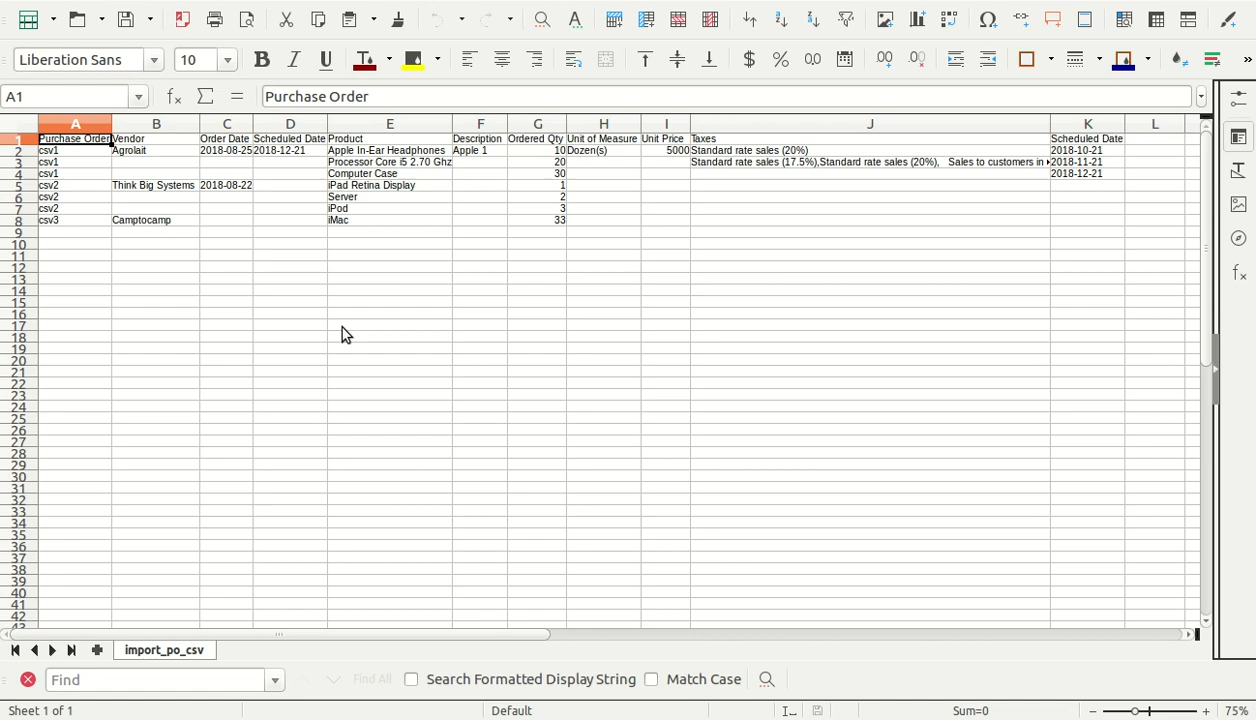 Liberation Sans 10
A1 Purchase Order
A B C D E F G H I J K L
1 Purchase Order Vendor Order Date Scheduled Date Product Description Ordered Qty Unit of Measure Unit Price Taxes Scheduled Date
2 csv1 Agrolait 2018-08-25 2018-12-21 Apple In-Ear Headphones Apple 1 10 Dozen(s) 5000 Standard rate sales (20%) 2018-10-21
3 csv1 Processor Core i5 2.70 Ghz 20 Standard rate sales (17.5%),Standard rate sales (20%), Sales to customers in 2018-11-21
4 csv1 Computer Case 30 2018-12-21
5 csv2 Think Big Systems 2018-08-22 iPad Retina Display 1
6 csv2 Server 2
7 csv2 iPod 3
8 csv3 Camptocamp iMac 33
9
10
11
12
13
14
15
16
17
18
19
20
21
22
23
24
25
26
27
28
29
30
31
32
33
34
35
36
37
38
39
40
41
42
43
import_po_csv
Find Find All Search Formatted Display String Match Case
Sheet 1 of 1 Default Sum=0 75%